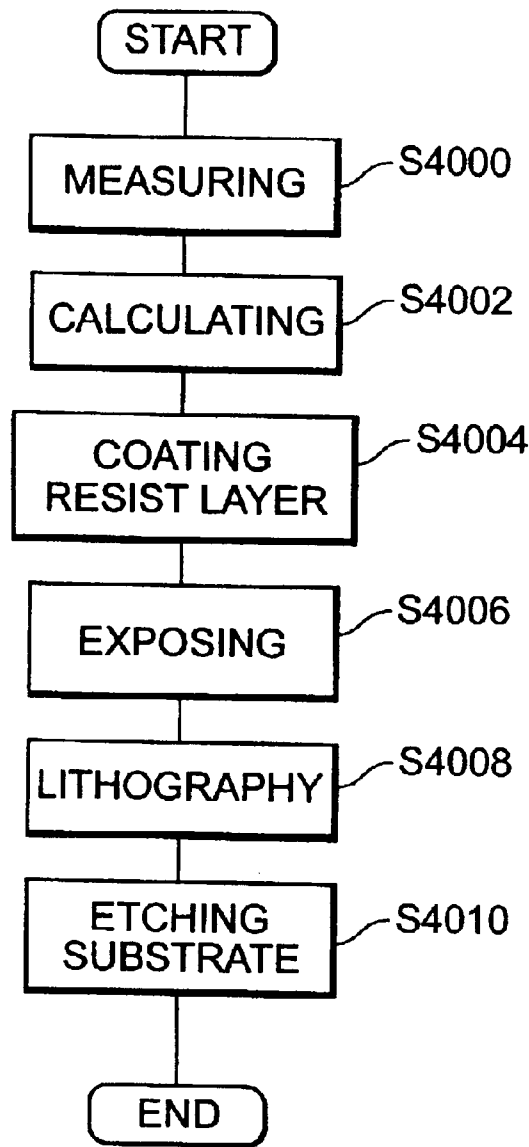 START
MEASURING
S4000
CALCULATING
S4002
COATING
RESIST LAYER
S4004
EXPOSING
S4006
LITHOGRAPHY
S4008
ETCHING
SUBSTRATE
S4010
END